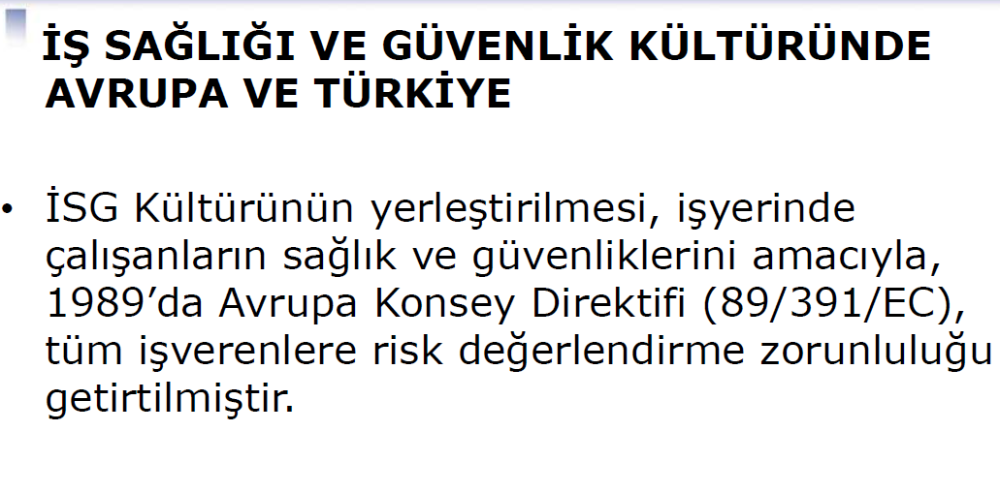 İŞ SAĞLIĞI VE GÜVENLİK KÜLTÜRÜNDE
AVRUPA VE TÜRKİYE
• İSG Kültürünün yerleştirilmesi, işyerinde
çalışanların sağlık ve güvenliklerini amacıyla,
1989’da Avrupa Konsey Direktifi (89/391/EC),
tüm işverenlere risk değerlendirme zorunluluğu
getirtilmiştir.